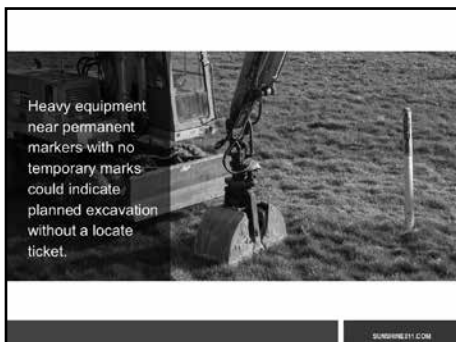 Heavy equipment
near permanent
markers with no
temporary marks
could indicate
planned excavation
without a locate
ticket.
SUNSHINE811.COM